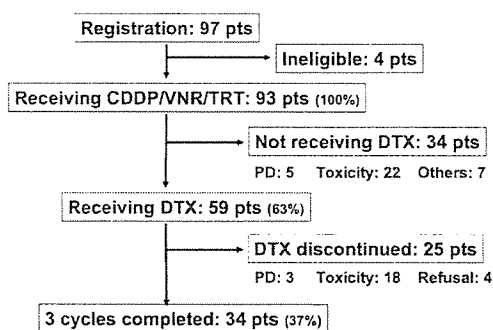 Registration: 97 pts
Ineligible: 4 pts
Receiving CDDP/VNR/TRT: 93 pts (100%)
Not receiving DTX: 34 pts
PD: 5 Toxicity: 22 Others: 7
Receiving DTX: 59 pts (63%)
DTX discontinued: 25 pts
PD: 3 Toxicity: 18 Refusal: 4
3 cycles completed: 34 pts (37%)